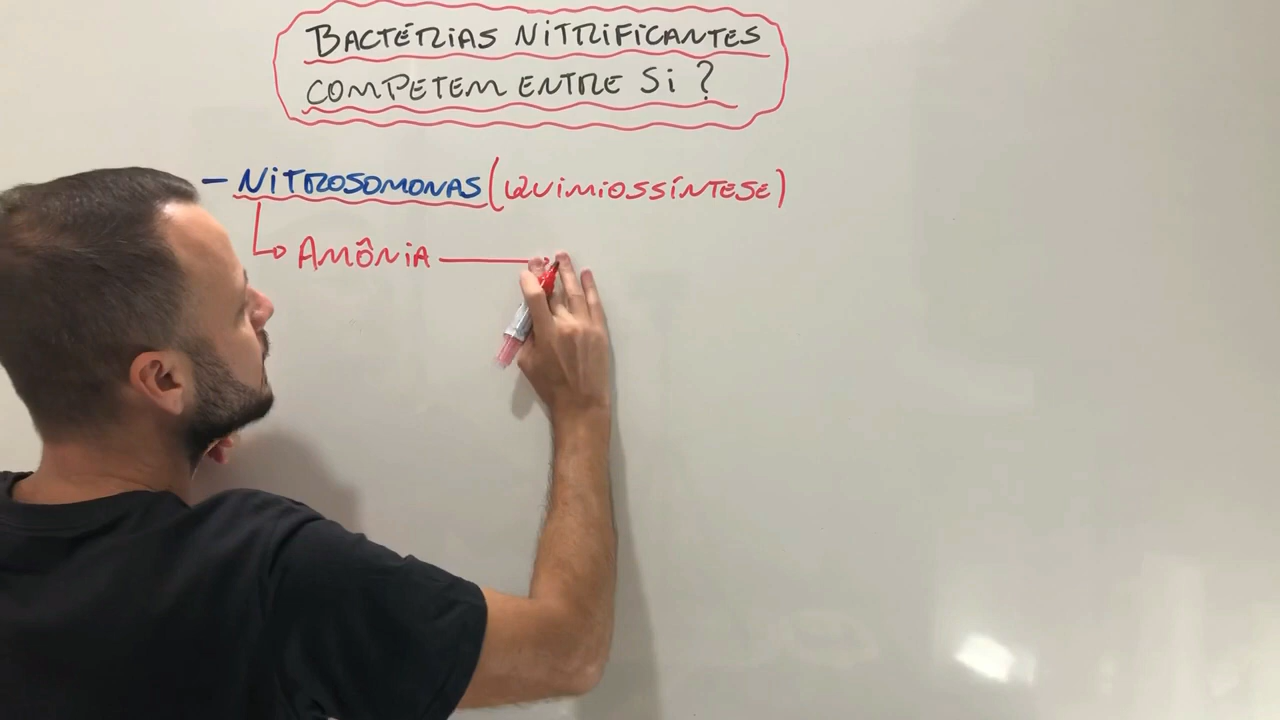 BACTÉRIAS NITRIFICANTES
COMPETEM ENTRE SI?
- NITROSOMONAS (QUIMIOSSÍNTESE)
AMÔNIA